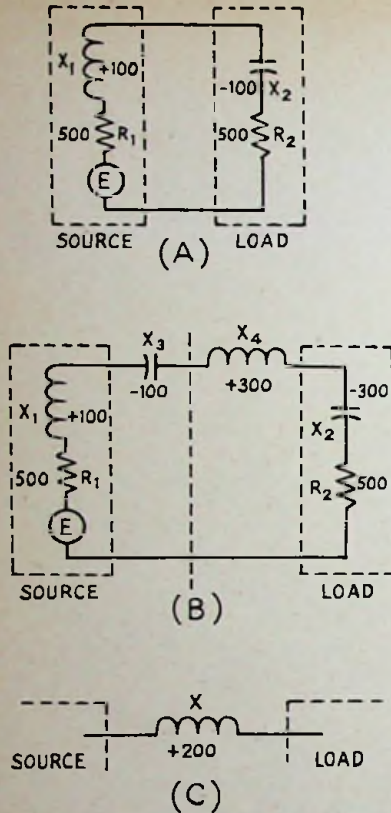 X₁ +100 -100 X₂
500 R₁ 500 R₂
E
SOURCE LOAD
(A)
X₃ X₄
-100 +300
X₁ +100 -300 X₂
500 R₁ R₂ 500
E
SOURCE LOAD
(B)
X
SOURCE +200 LOAD
(C)